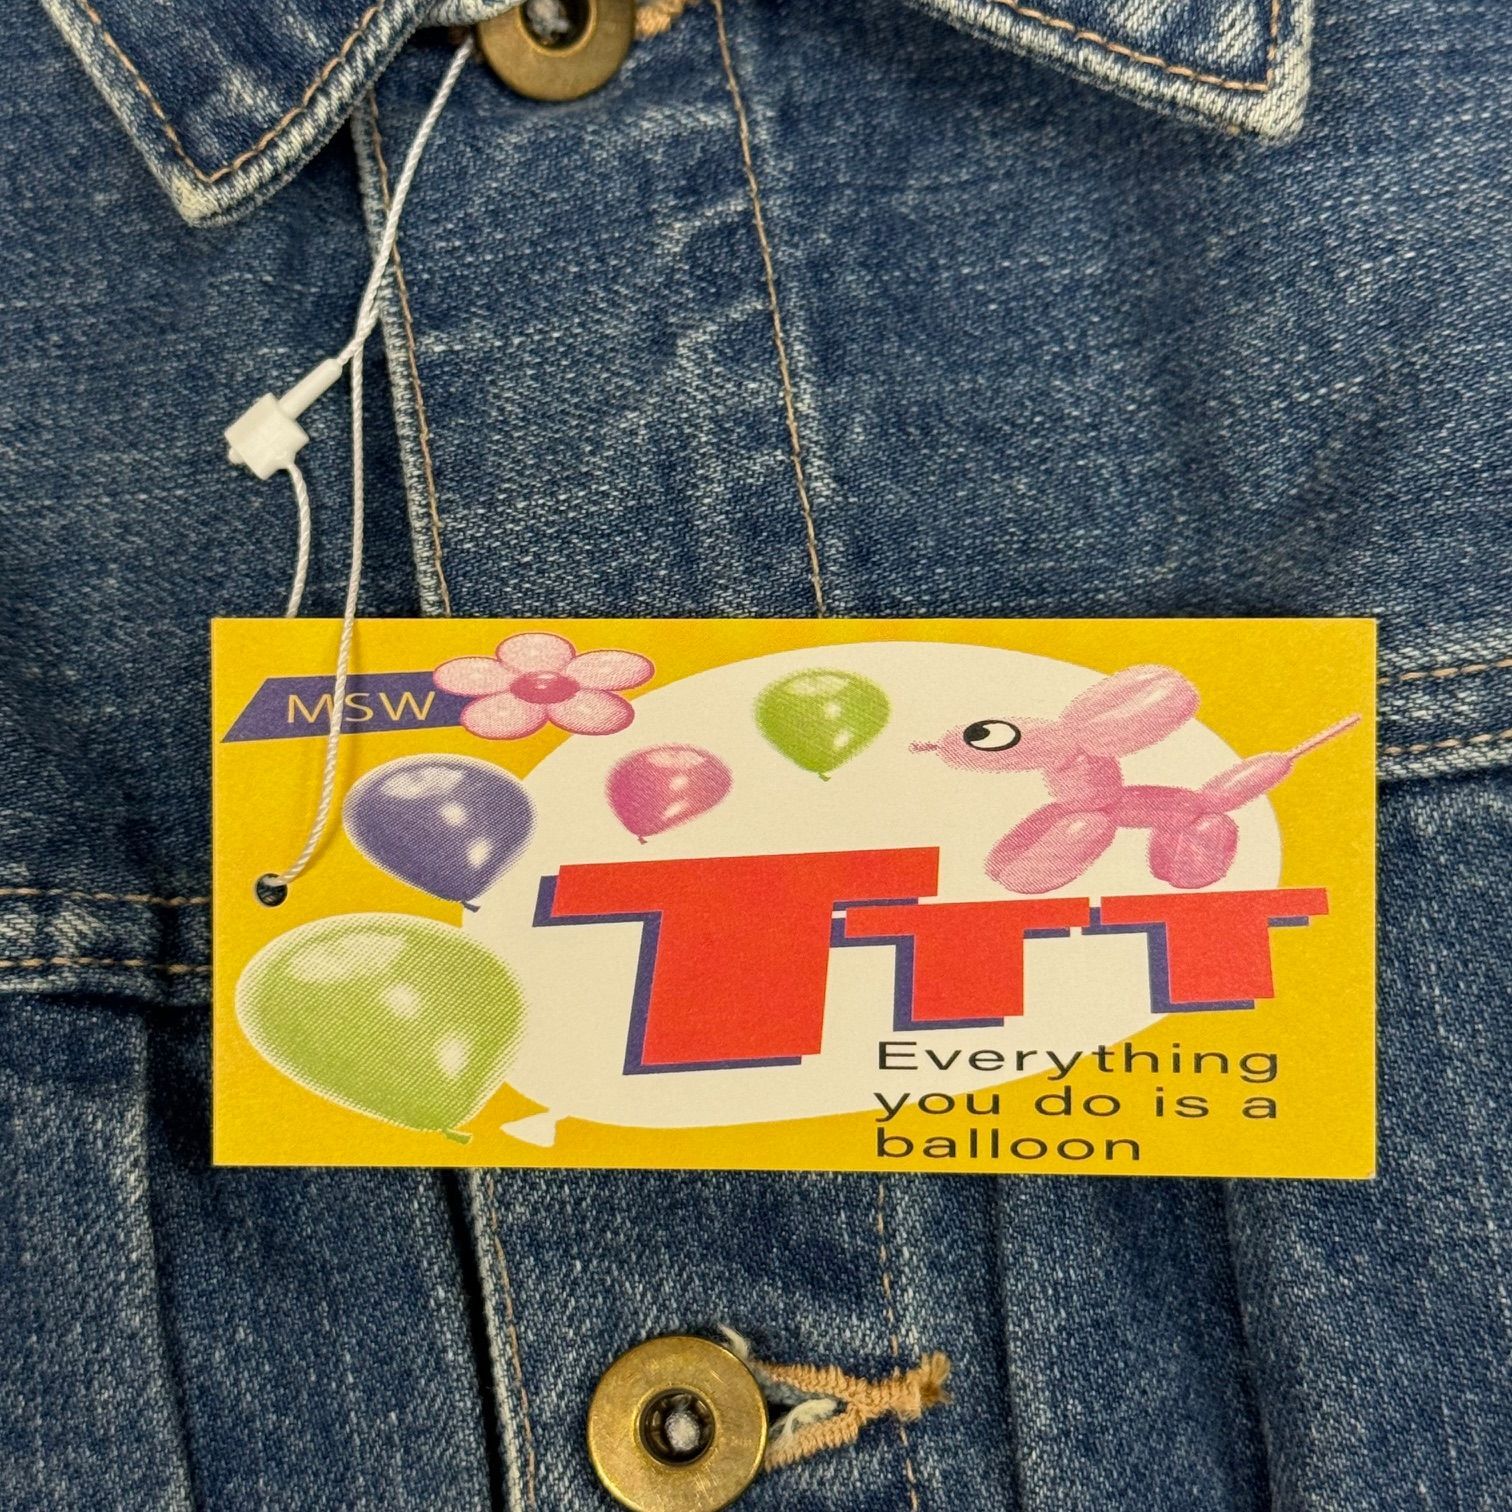 MSW
TTT
Everything
you do is a
balloon